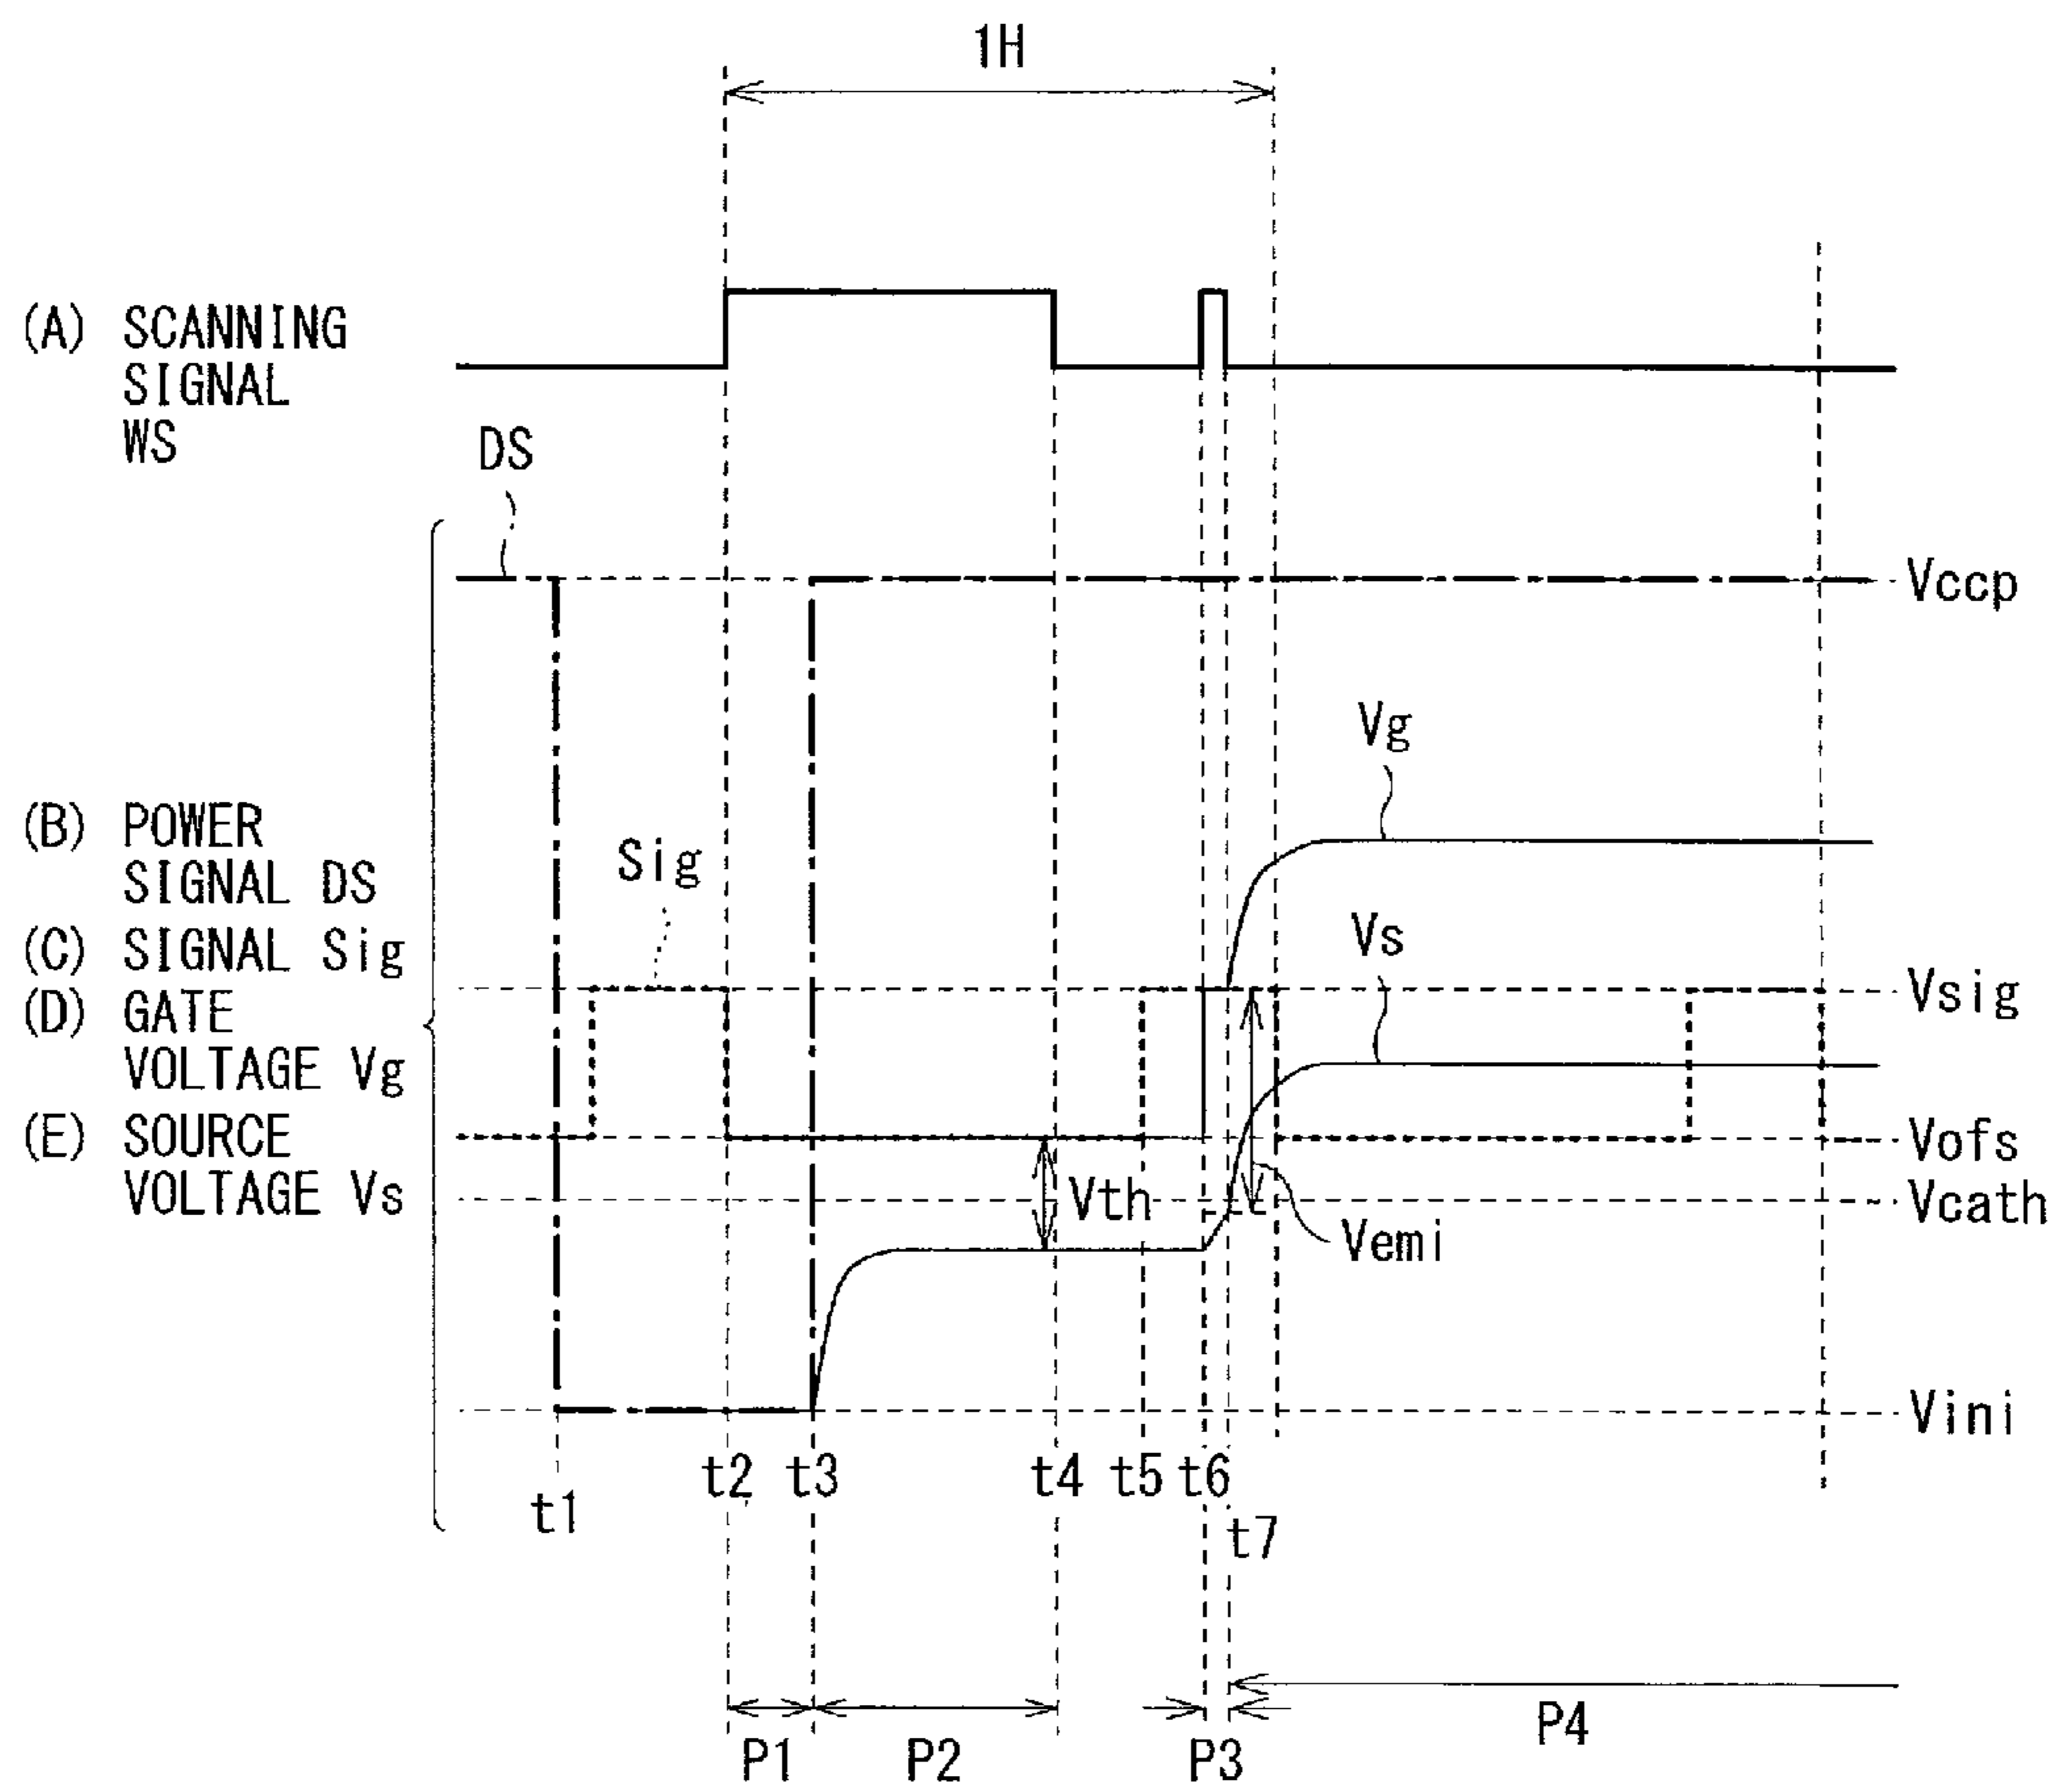 1H
(A) SCANNING
SIGNAL
WS
DS
Vccp
Vg
(B) POWER
SIGNAL DS
Sig
Vs
(C) SIGNAL Sig
Vsig
(D) GATE
VOLTAGE Vg
(E) SOURCE
VOLTAGE Vs
Vofs
Vth
Vcath
Vemi
Vini
t1
t2
t3
t4
t5
t6
t7
P1
P2
P3
P4